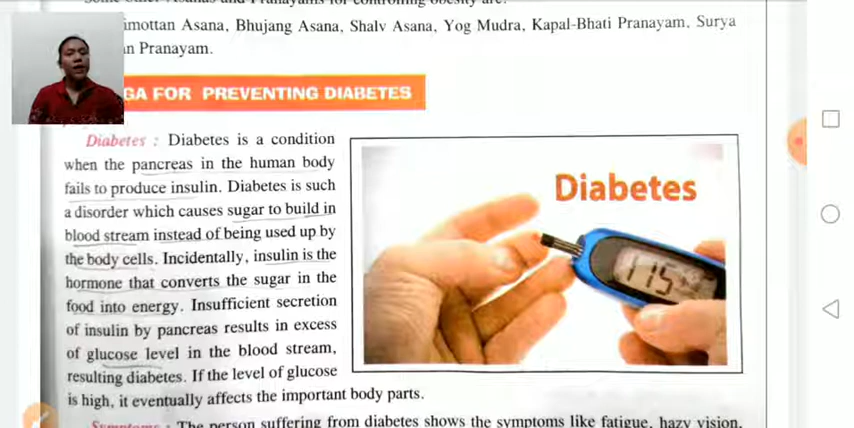 imottan Asana, Bhujang Asana, Shalv Asana, Yog Mudra, Kapal-Bhati Pranayam, Surya
n Pranayam.
GA FOR PREVENTING DIABETES
Diabetes : Diabetes is a condition
when the pancreas in the human body
fails to produce insulin. Diabetes is such
a disorder which causes sugar to build in
blood stream instead of being used up by
the body cells. Incidentally, insulin is the
hormone that converts the sugar in the
food into energy. Insufficient secretion
of insulin by pancreas results in excess
of glucose level in the blood stream,
resulting diabetes. If the level of glucose
is high, it eventually affects the important body parts.
Diabetes
115
Symptoms : The person suffering from diabetes shows the symptoms like fatigue, hazy vision,